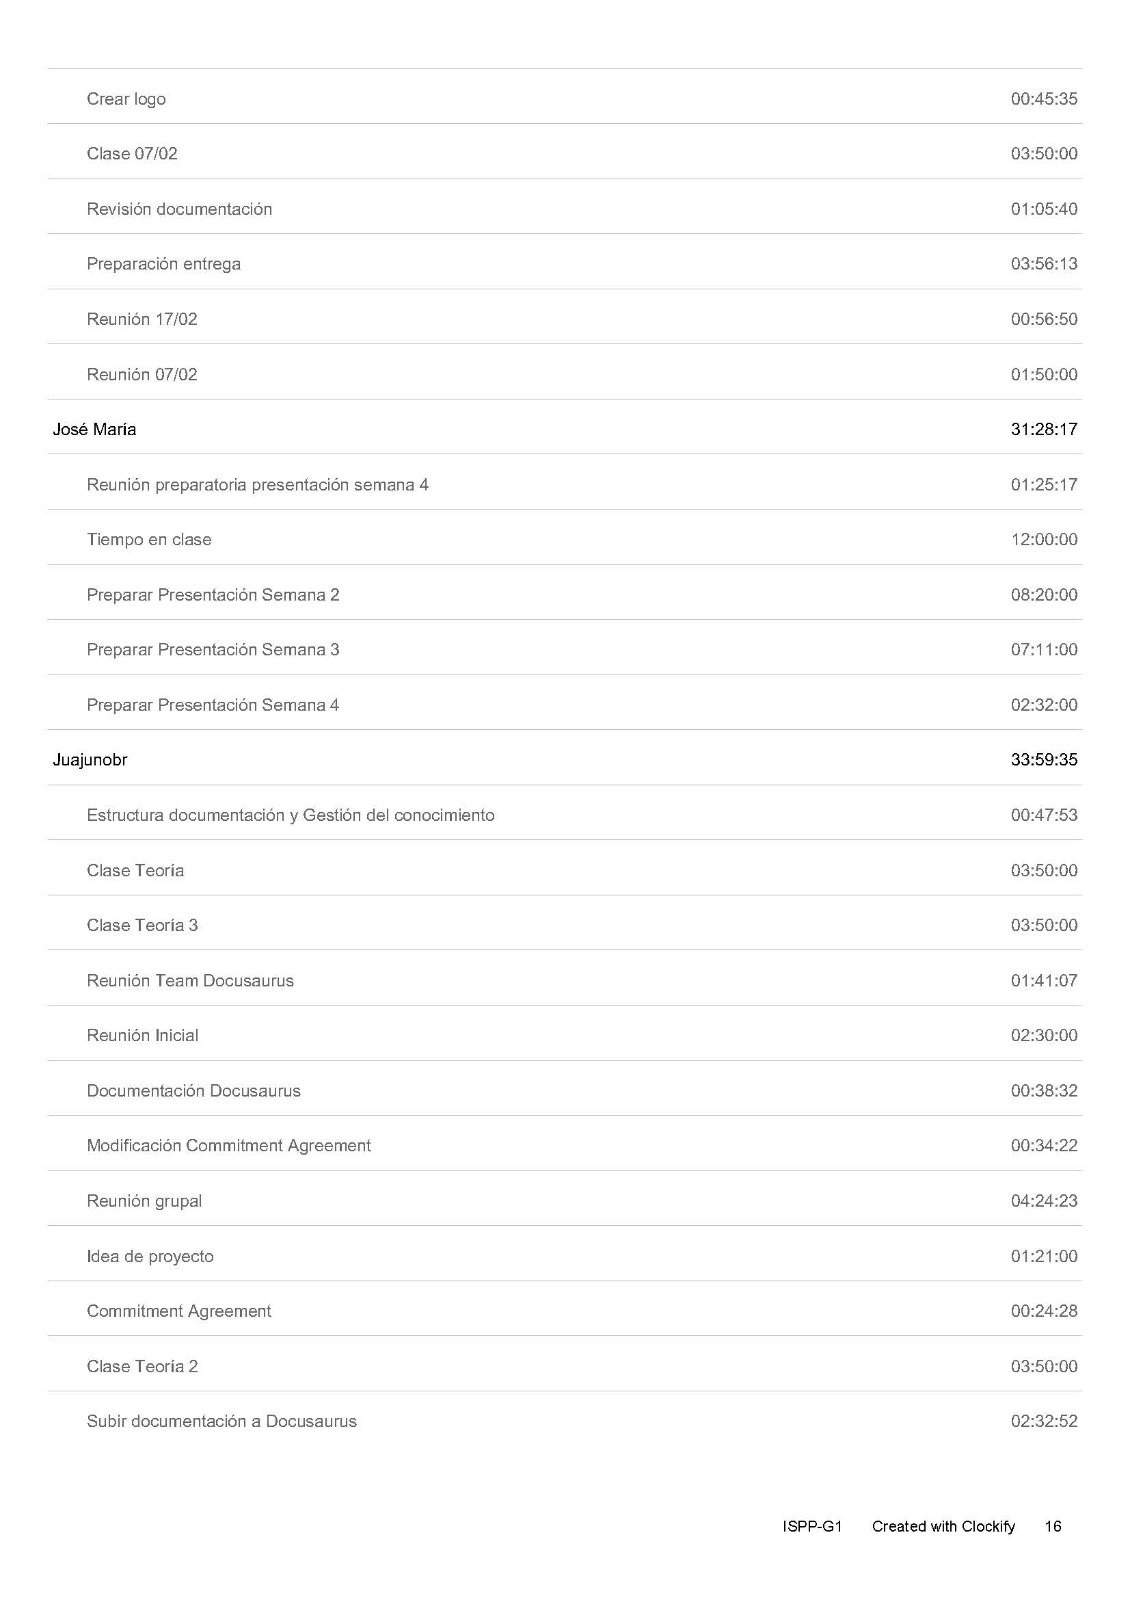 Crear logo 00:45:35
Clase 07/02 03:50:00
Revisión documentación 01:05:40
Preparación entrega 03:56:13
Reunión 17/02 00:56:50
Reunión 07/02 01:50:00
José María 31:28:17
Reunión preparatoria presentación semana 4 01:25:17
Tiempo en clase 12:00:00
Preparar Presentación Semana 2 08:20:00
Preparar Presentación Semana 3 07:11:00
Preparar Presentación Semana 4 02:32:00
Juajunobr 33:59:35
Estructura documentación y Gestión del conocimiento 00:47:53
Clase Teoría 03:50:00
Clase Teoría 3 03:50:00
Reunión Team Docusaurus 01:41:07
Reunión Inicial 02:30:00
Documentación Docusaurus 00:38:32
Modificación Commitment Agreement 00:34:22
Reunión grupal 04:24:23
Idea de proyecto 01:21:00
Commitment Agreement 00:24:28
Clase Teoría 2 03:50:00
Subir documentación a Docusaurus 02:32:52
ISPP-G1 Created with Clockify 16